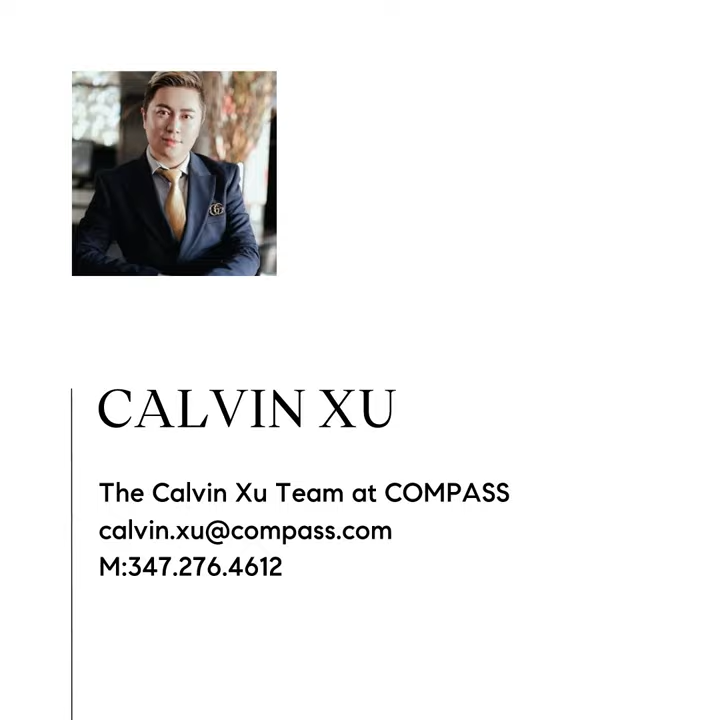 CALVIN XU
The Calvin Xu Team at COMPASS
calvin.xu@compass.com
M:347.276.4612